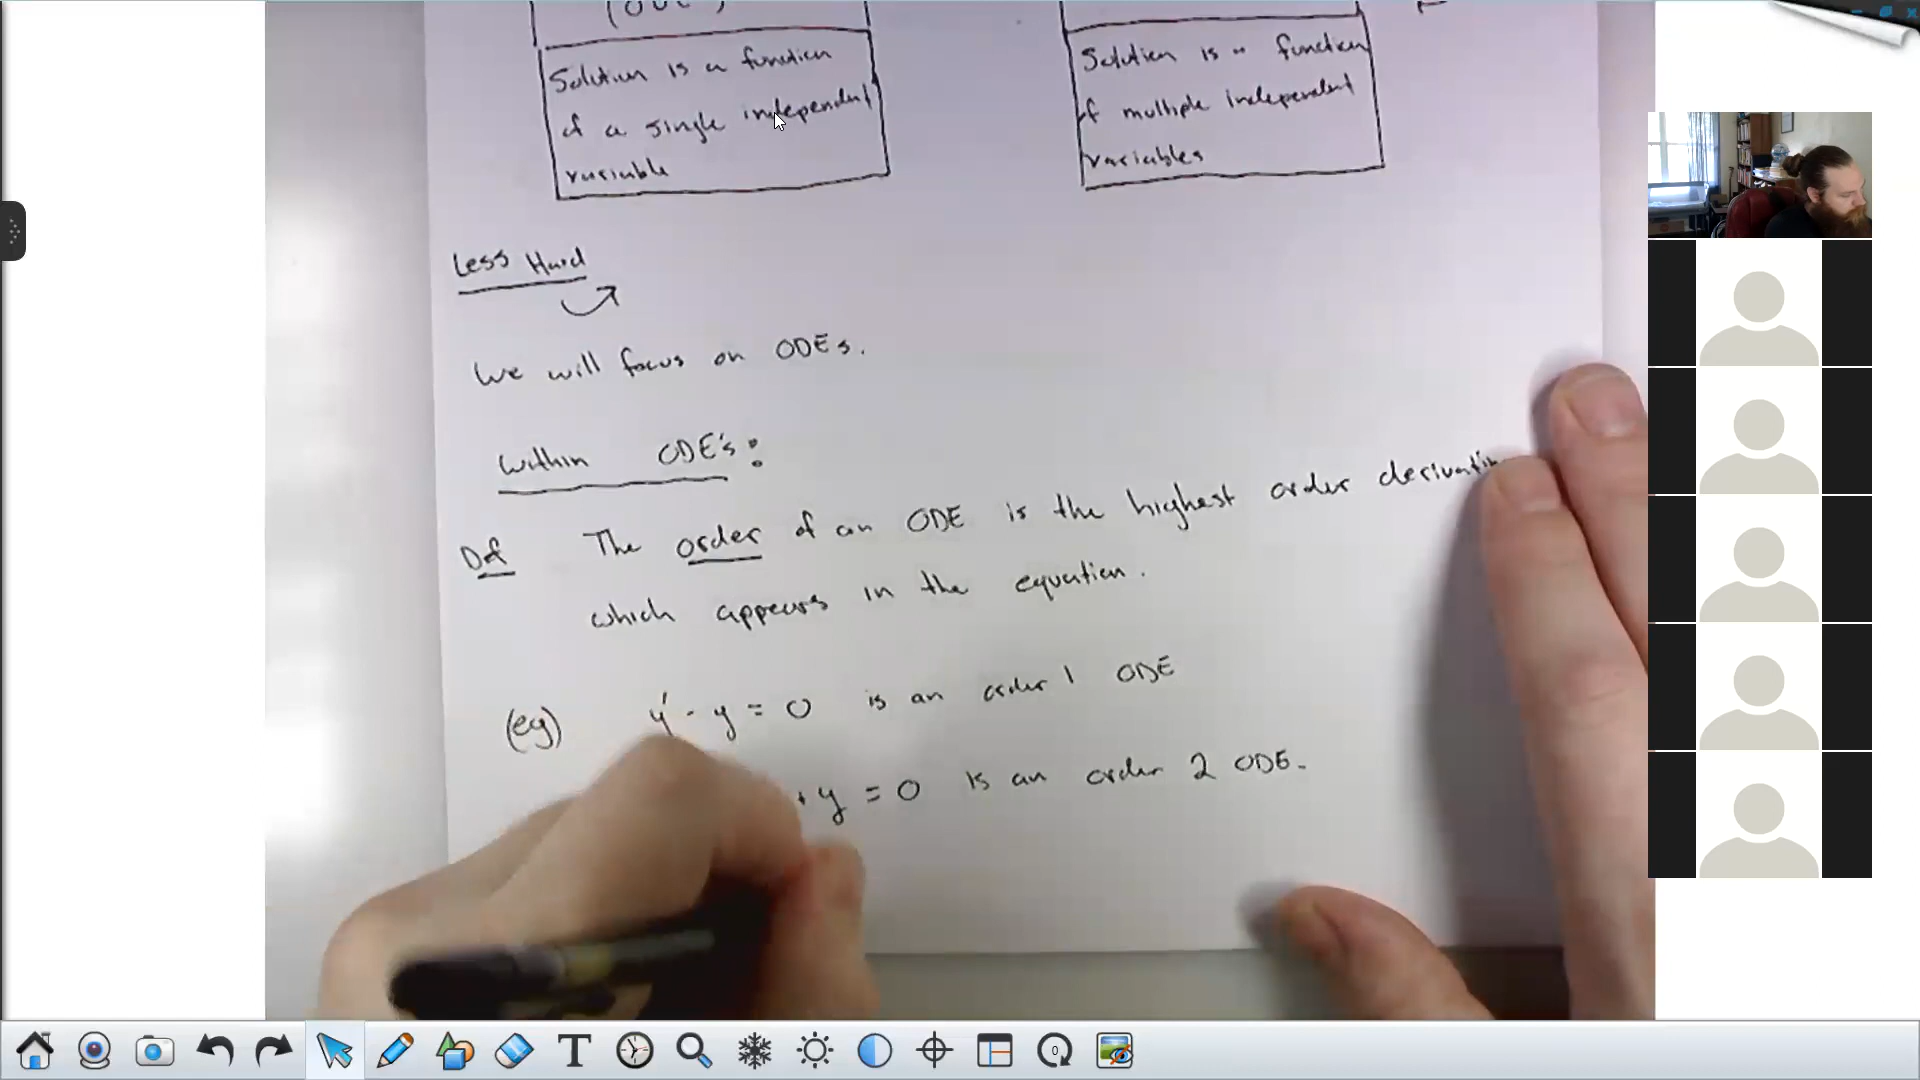 Solution is a function
of a single independent
variable
Solution is a function
of multiple independent
variables
Less Hard
We will focus on ODEs.
Within ODE's:
Def The order of an ODE is the highest order derivative
which appears in the equation.
(eg) y' - y = 0 is an order 1 ODE
+ y = 0 is an order 2 ODE.